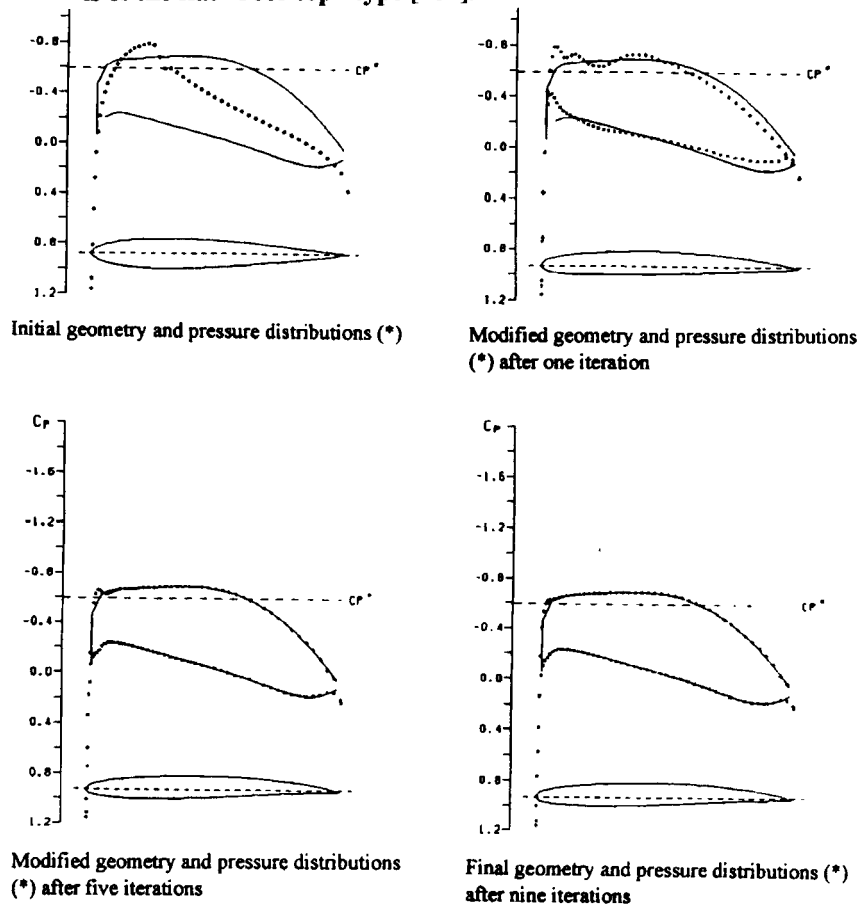 -0.8
-0.4
0.0
0.4
0.8
1.2
CP*
Initial geometry and pressure distributions (*)
-0.8
-0.4
0.0
0.4
0.8
1.2
CP*
Modified geometry and pressure distributions
(*) after one iteration
CP
-1.6
-1.2
-0.8
-0.4
0.0
0.4
0.8
1.2
CP*
Modified geometry and pressure distributions
(*) after five iterations
CP
-1.6
-1.2
-0.8
-0.4
0.0
0.4
0.8
1.2
CP*
Final geometry and pressure distributions (*)
after nine iterations